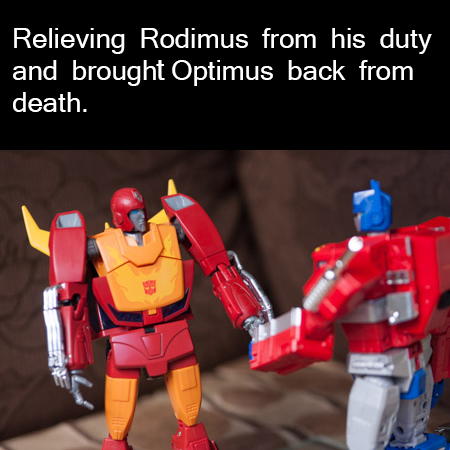 Relieving Rodimus from his duty
and brought Optimus back from
death.